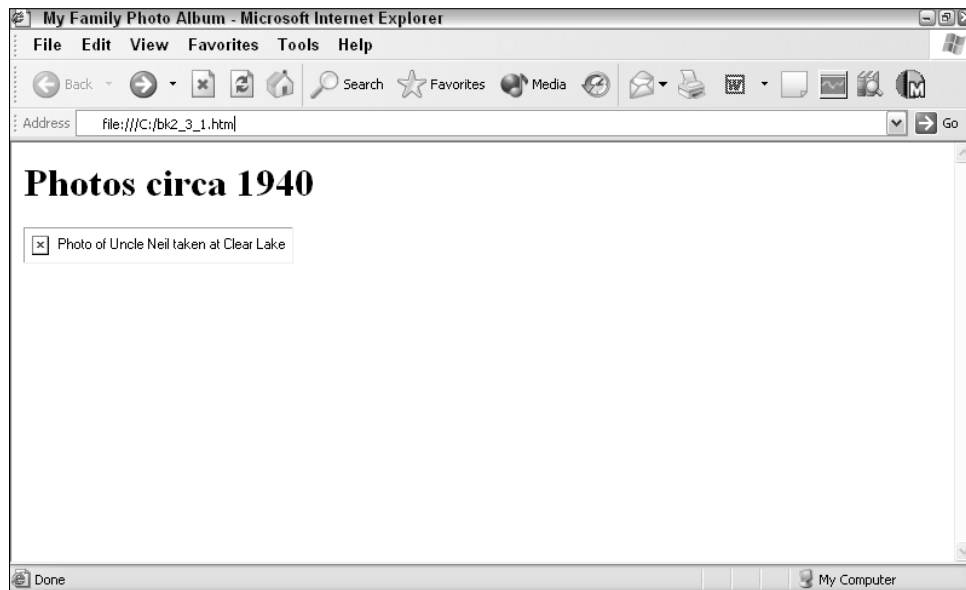 My Family Photo Album - Microsoft Internet Explorer
File Edit View Favorites Tools Help
Back Search Favorites Media
Address file:///C:/bk2_3_1.htm Go
Photos circa 1940
Photo of Uncle Neil taken at Clear Lake
Done My Computer